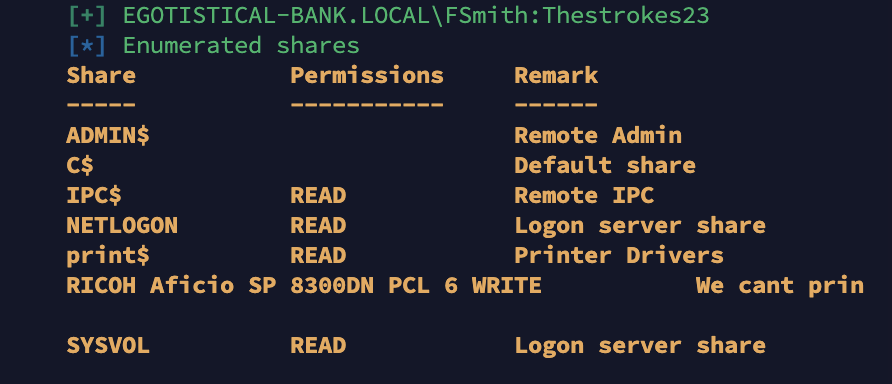 [+] EGOTISTICAL-BANK.LOCAL\FSmith:Thestrokes23
[*] Enumerated shares
Share Permissions Remark
----- ----------- ------
ADMIN$ Remote Admin
C$ Default share
IPC$ READ Remote IPC
NETLOGON READ Logon server share
print$ READ Printer Drivers
RICOH Aficio SP 8300DN PCL 6 WRITE We cant prin
SYSVOL READ Logon server share